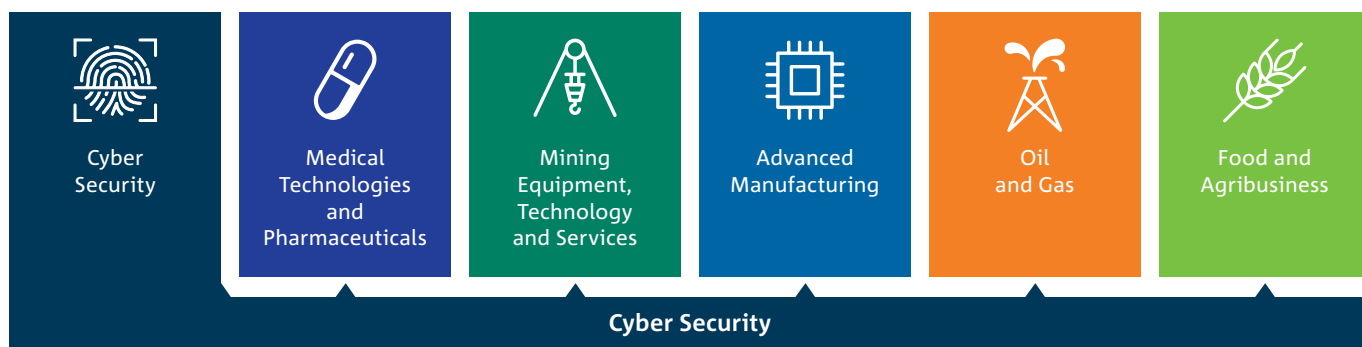 Cyber
Security
Medical
Technologies
and
Pharmaceuticals
Mining
Equipment,
Technology
and Services
Advanced
Manufacturing
Oil
and Gas
Food and
Agribusiness
Cyber Security